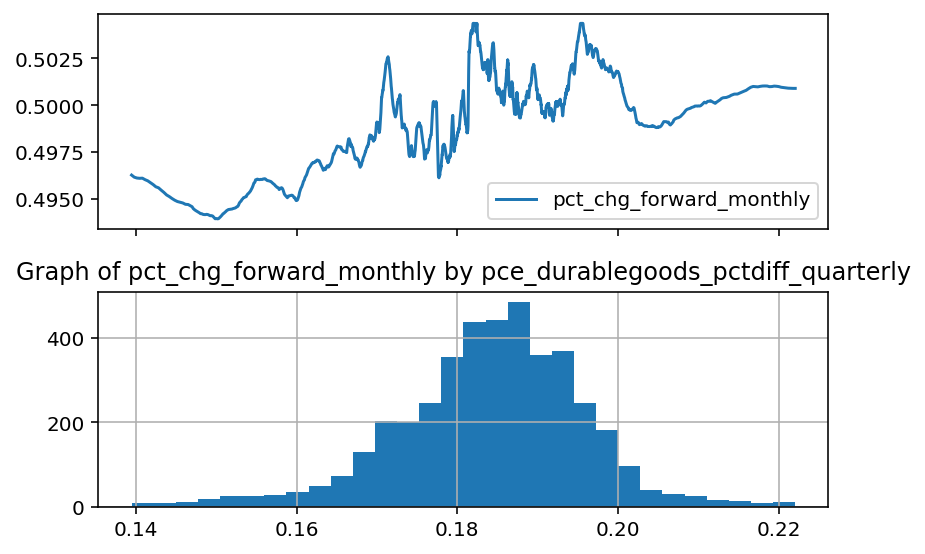 0.5025
0.5000
0.4975
0.4950
pct_chg_forward_monthly
Graph of pct_chg_forward_monthly by pce_durablegoods_pctdiff_quarterly
400
200
0
0.14 0.16 0.18 0.20 0.22